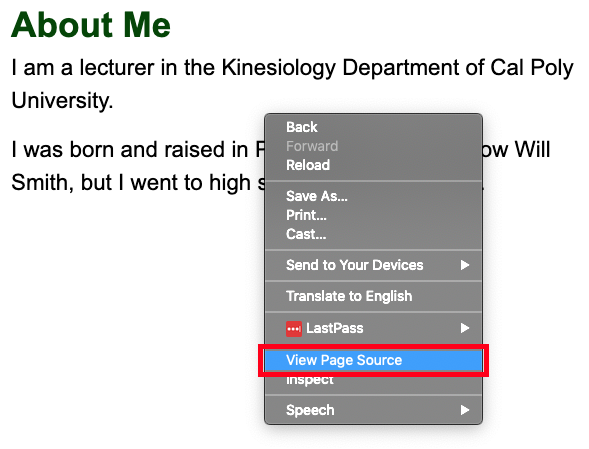 About Me
I am a lecturer in the Kinesiology Department of Cal Poly
University.
I was born and raised in
ow Will
Smith, but I went to high
Back
Forward
Reload
Save As...
Print...
Cast...
Send to Your Devices
Translate to English
LastPass
View Page Source
Inspect
Speech